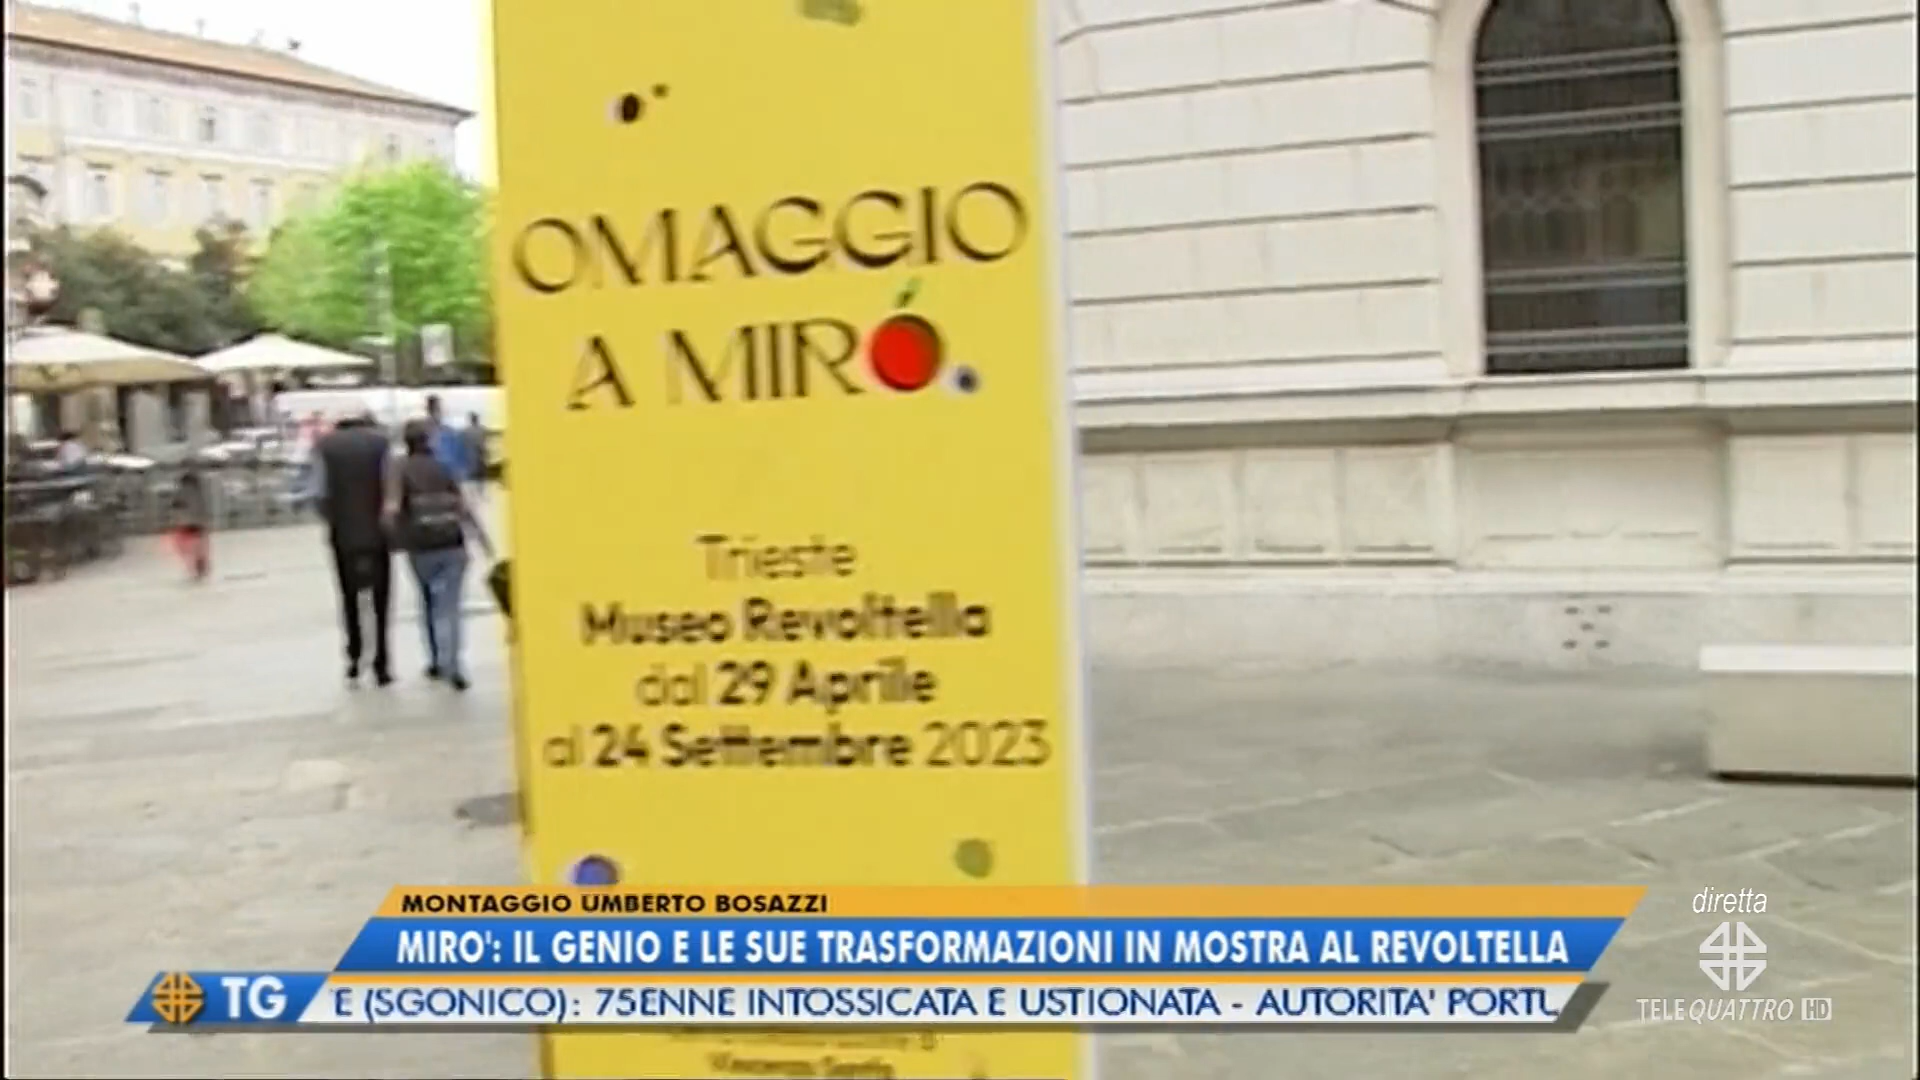 OMAGGIO
A MIRÓ
Trieste
Museo Revoltella
dal 29 Aprile
al 24 Settembre 2023
MONTAGGIO UMBERTO BOSAZZI
MIRO': IL GENIO E LE SUE TRASFORMAZIONI IN MOSTRA AL REVOLTELLA
TG
E (SGONICO): 75ENNE INTOSSICATA E USTIONATA - AUTORITA' PORTU
diretta
TELEQUATTRO HD